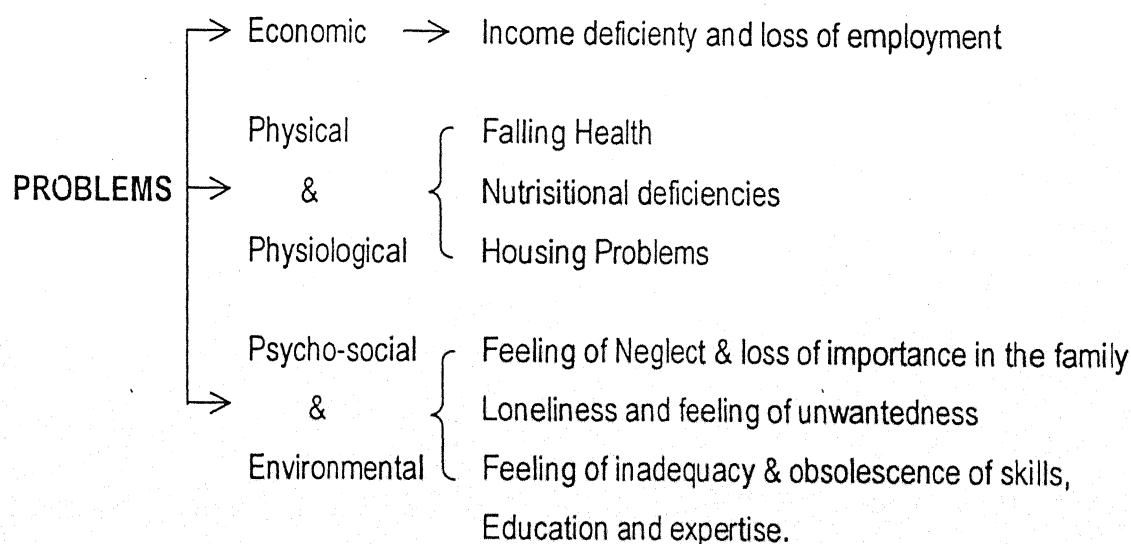 Economic → Income deficienty and loss of employment
Physical Falling Health
PROBLEMS → & Nutrisitional deficiencies
Physiological Housing Problems
Psycho-social Feeling of Neglect & loss of importance in the family
& Loneliness and feeling of unwantedness
Environmental Feeling of inadequacy & obsolescence of skills,
Education and expertise.